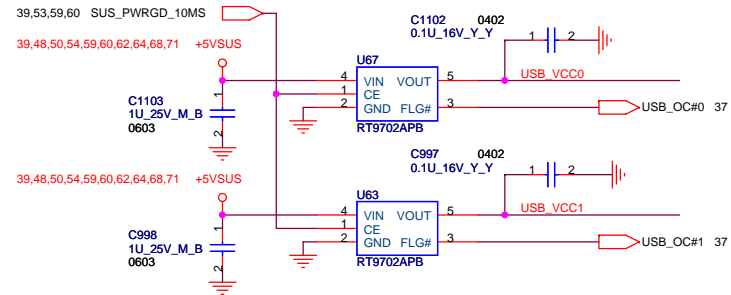 39,53,59,60 SUS_PWRGD_10MS
C1102 0402
0.1U_16V_Y_Y
1 2
39,48,50,54,59,60,62,64,68,71 +5VSUS
U67
4 VIN VOUT 5
USB_VCC0
1 CE
2 GND FLG# 3
USB_OC#0 37
RT9702APB
1
C1103
1U_25V_M_B
0603
2
C997 0402
0.1U_16V_Y_Y
1 2
39,48,50,54,59,60,62,64,68,71 +5VSUS
U63
4 VIN VOUT 5
USB_VCC1
1 CE
2 GND FLG# 3
USB_OC#1 37
RT9702APB
1
C998
1U_25V_M_B
0603
2